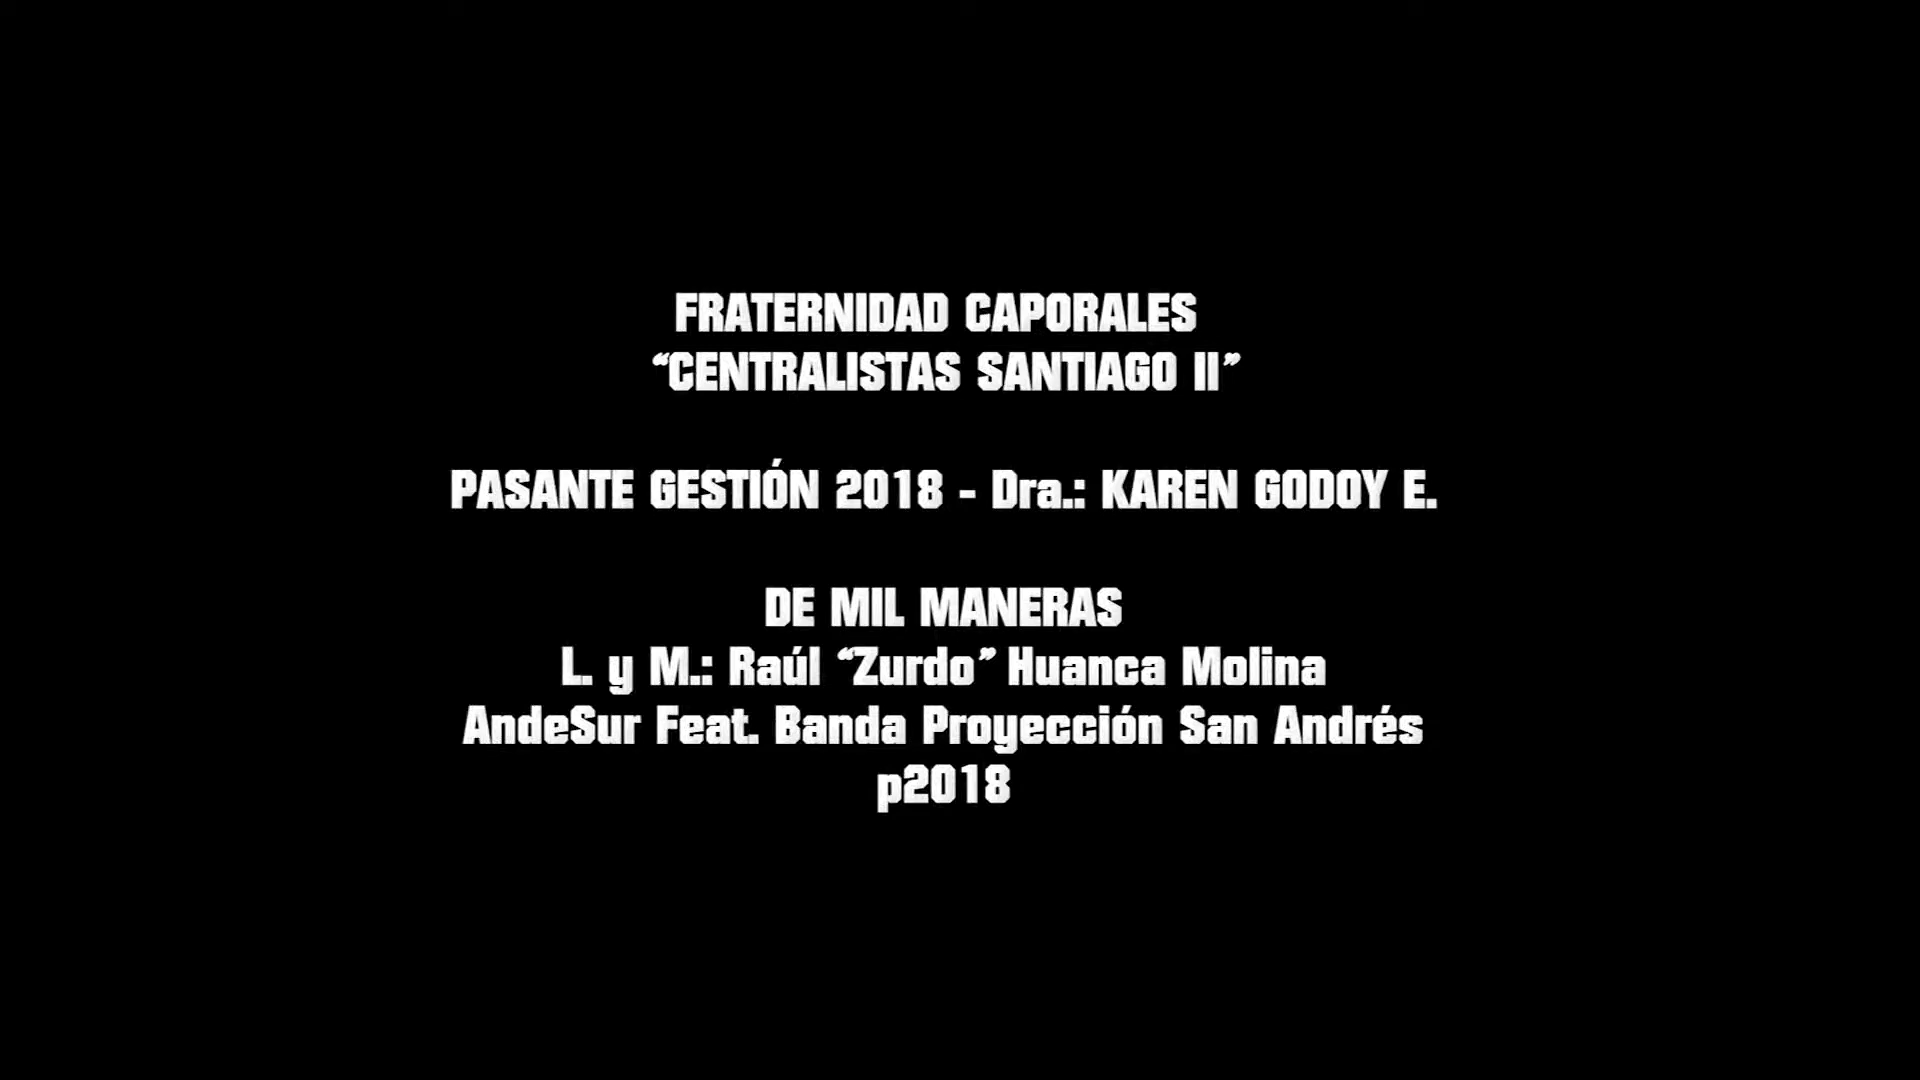 FRATERNIDAD CAPORALES
“CENTRALISTAS SANTIAGO II”
PASANTE GESTIÓN 2018 - Dra.: KAREN GODOY E.
DE MIL MANERAS
L. y M.: Raúl “Zurdo” Huanca Molina
AndeSur Feat. Banda Proyección San Andrés
p2018